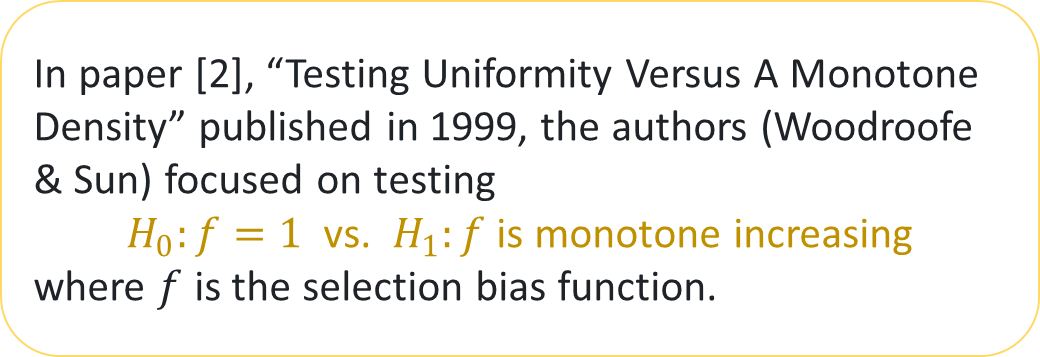 In paper [2], “Testing Uniformity Versus A Monotone
Density” published in 1999, the authors (Woodroofe
& Sun) focused on testing
H₀: f = 1 vs. H₁: f is monotone increasing
where f is the selection bias function.